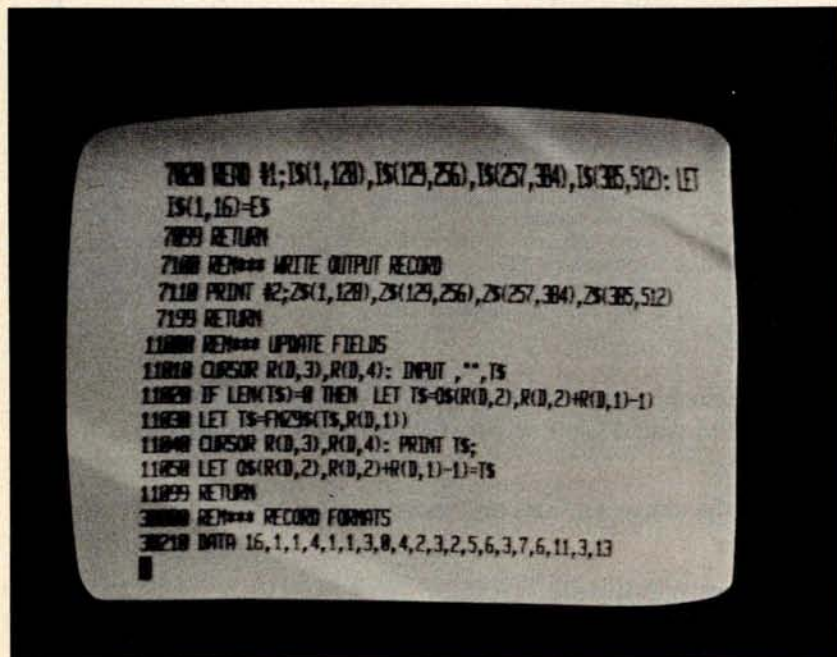 7020 READ #1;I$(1,128),I$(129,256),I$(257,384),I$(385,512): LET
I$(1,16)=E$
7099 RETURN
7100 REM*** WRITE OUTPUT RECORD
7110 PRINT #2;Z$(1,128),Z$(129,256),Z$(257,384),Z$(385,512)
7199 RETURN
11000 REM*** UPDATE FIELDS
11010 CURSOR R(D,3),R(D,4): INPUT ,"",T$
11020 IF LEN(T$)=0 THEN LET T$=O$(R(D,2),R(D,2)+R(D,1)-1)
11030 LET T$=FNZ9$(T$,R(D,1))
11040 CURSOR R(D,3),R(D,4): PRINT T$;
11050 LET O$(R(D,2),R(D,2)+R(D,1)-1)=T$
11099 RETURN
30000 REM*** RECORD FORMATS
30210 DATA 16,1,1,4,1,1,3,0,4,2,3,2,5,6,3,7,6,11,3,13